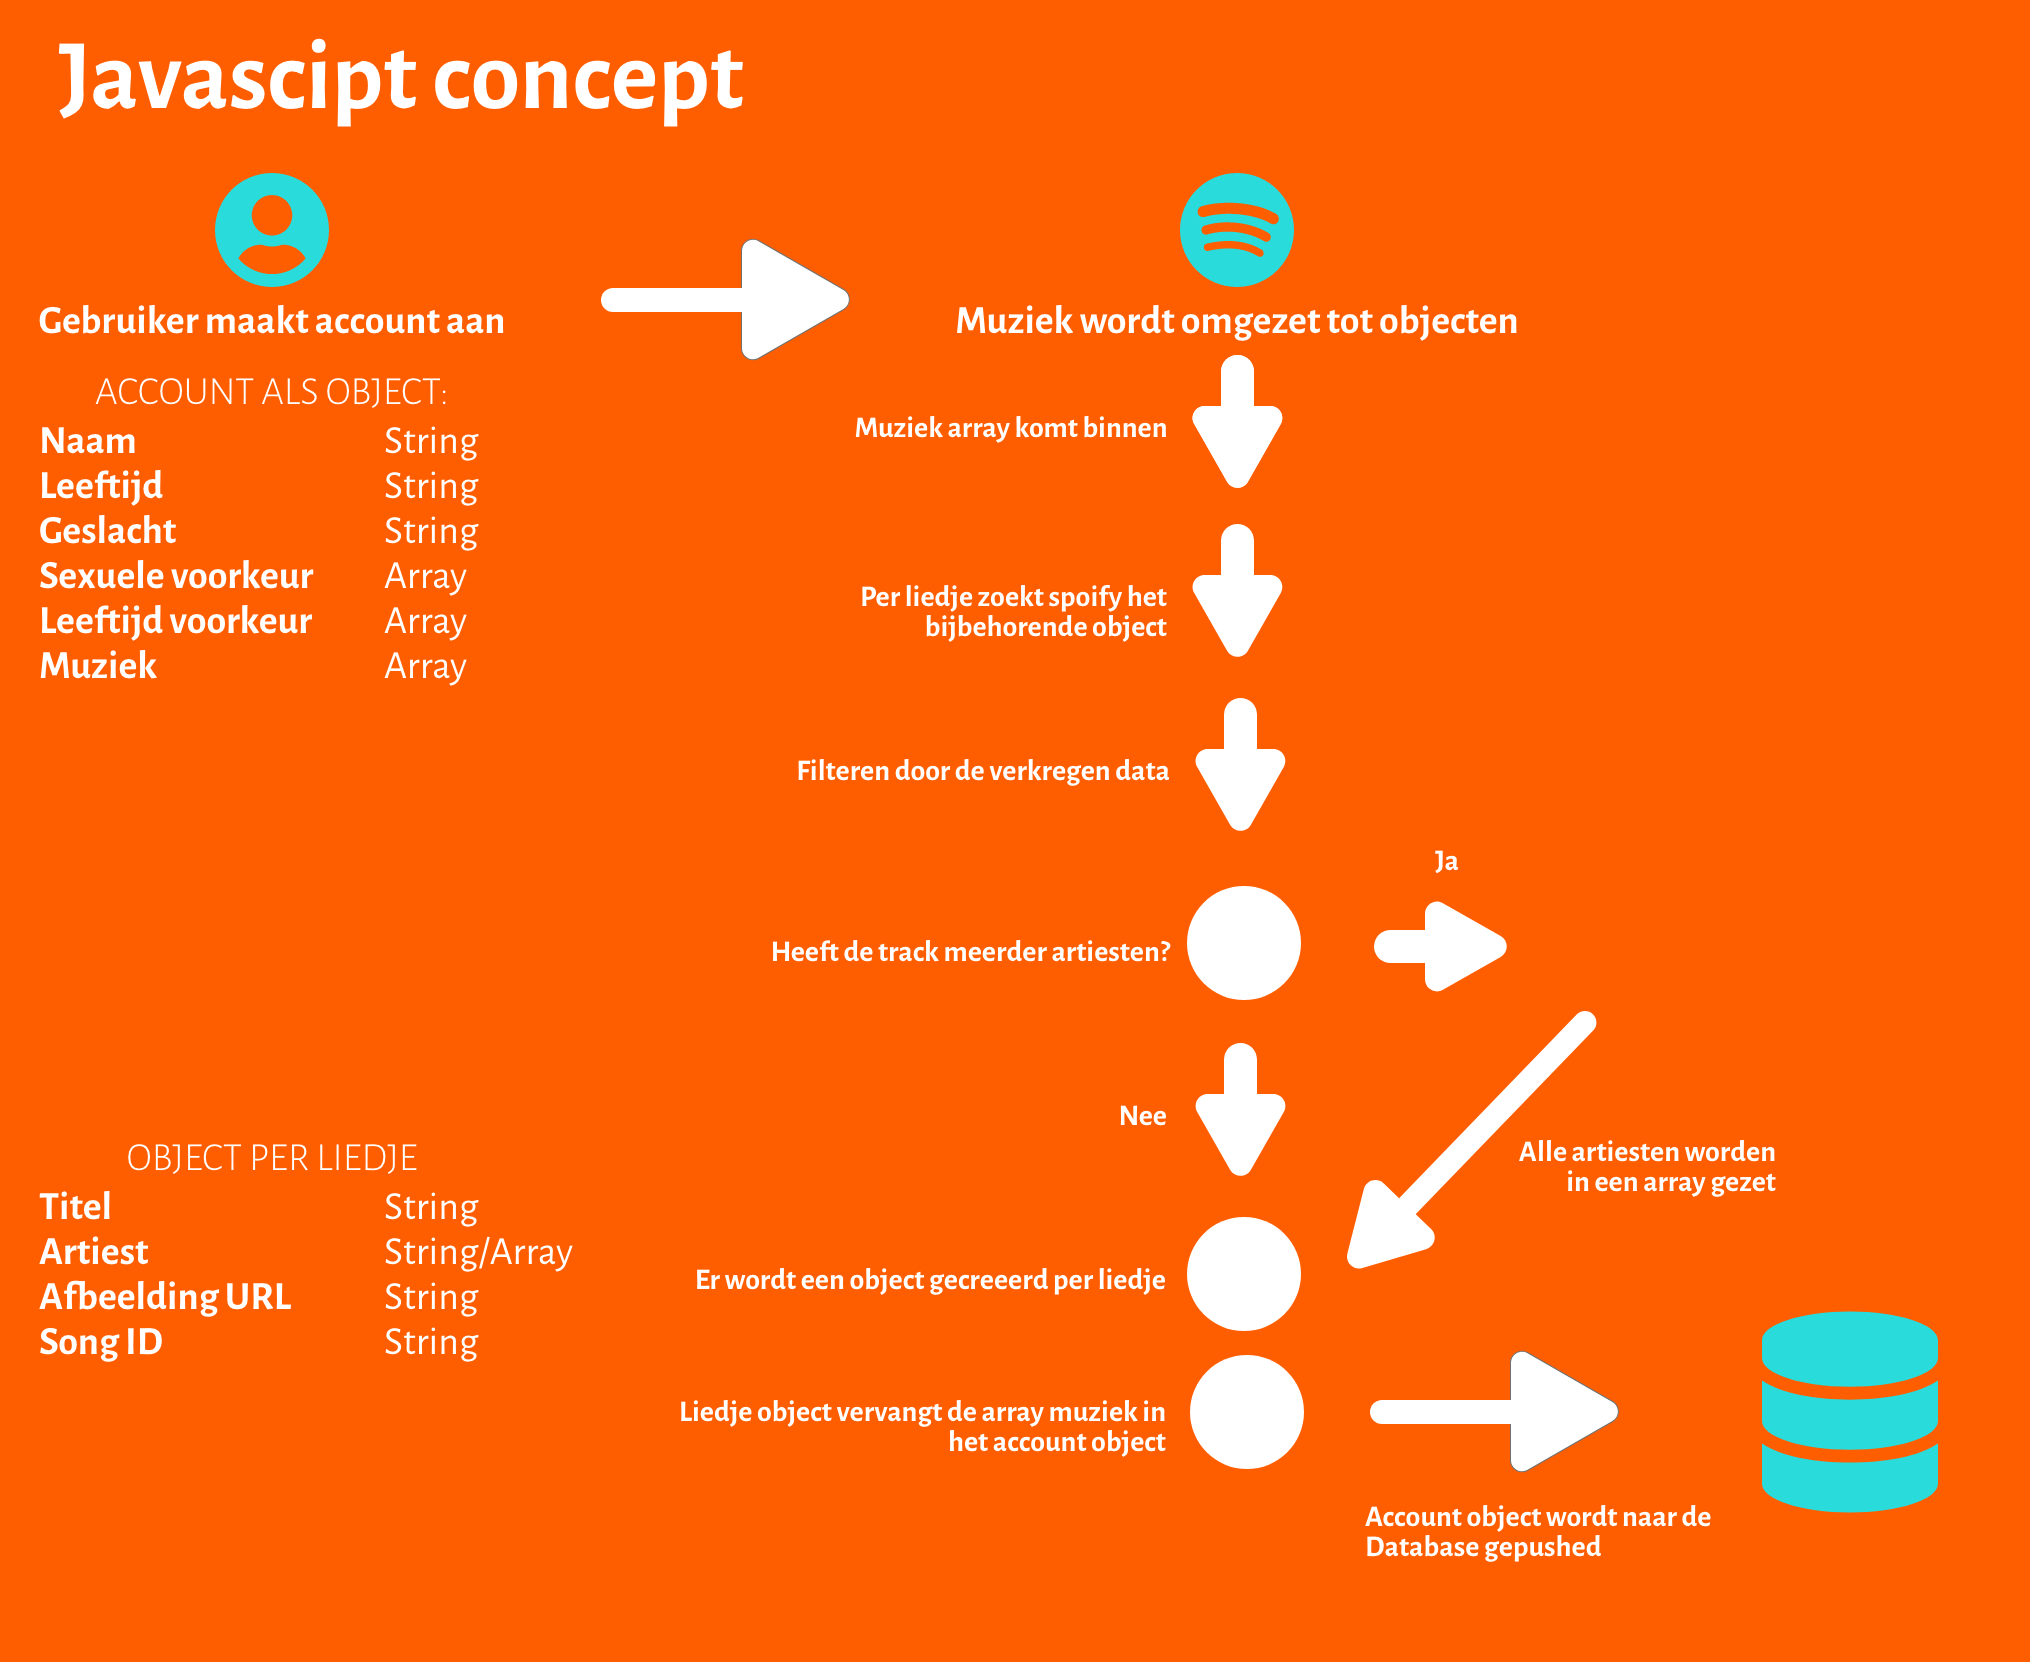 Javascipt concept
Gebruiker maakt account aan
ACCOUNT ALS OBJECT:
Naam String
Leeftijd String
Geslacht String
Sexuele voorkeur Array
Leeftijd voorkeur Array
Muziek Array
Muziek wordt omgezet tot objecten
Muziek array komt binnen
Per liedje zoekt spoify het
bijbehorende object
Filteren door de verkregen data
Ja
Heeft de track meerder artiesten?
Nee
Alle artiesten worden
in een array gezet
OBJECT PER LIEDJE
Titel String
Artiest String/Array
Afbeelding URL String
Song ID String
Er wordt een object gecreeerd per liedje
Liedje object vervangt de array muziek in
het account object
Account object wordt naar de
Database gepushed